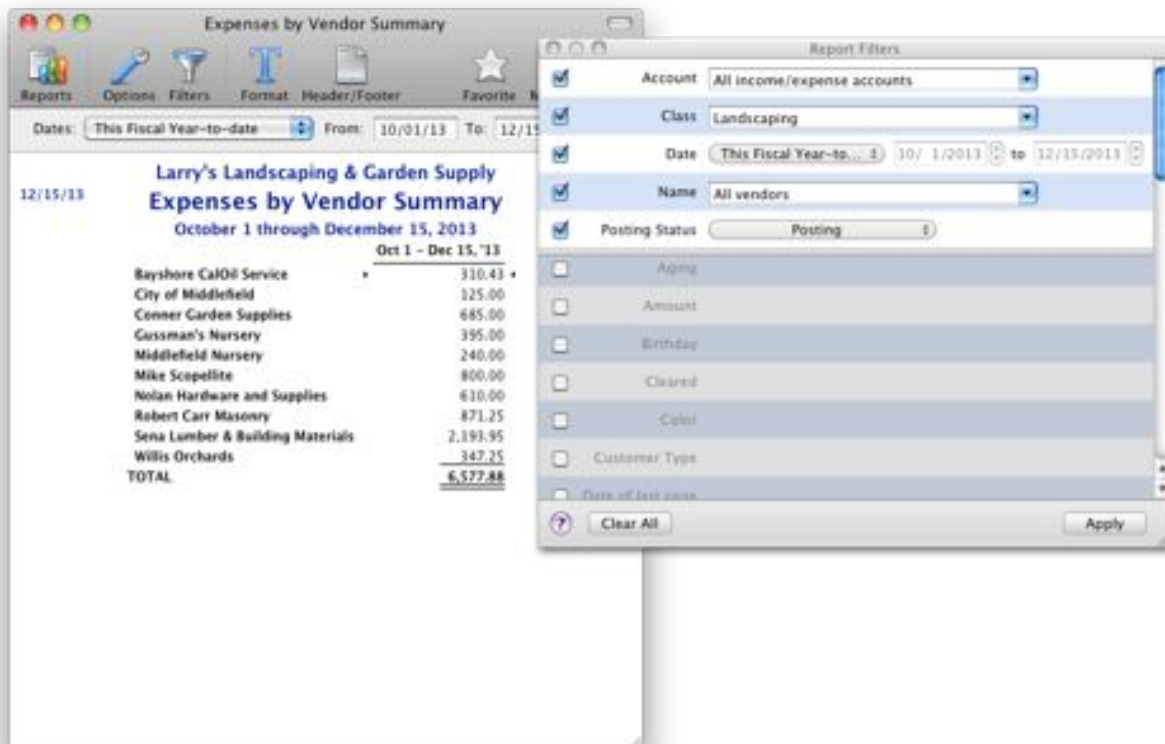 Expenses by Vendor Summary
Reports Options Filters Format Header/Footer Favorite
Dates: This Fiscal Year-to-date From: 10/01/13 To: 12/15
12/15/13
Larry's Landscaping & Garden Supply
Expenses by Vendor Summary
October 1 through December 15, 2013
Oct 1 - Dec 15, '13
Bayshore CalOil Service 310.43
City of Middlefield 125.00
Conner Garden Supplies 685.00
Gussman's Nursery 395.00
Middlefield Nursery 240.00
Mike Scopellite 800.00
Nolan Hardware and Supplies 610.00
Robert Carr Masonry 871.25
Sena Lumber & Building Materials 2,193.95
Willis Orchards 347.25
TOTAL 6,577.88
Report Filters
Account All income/expense accounts
Class Landscaping
Date This Fiscal Year-to... 10/ 1/2013 to 12/15/2013
Name All vendors
Posting Status Posting
Aging
Amount
Birthday
Cleared
Color
Customer Type
Date of last raise
? Clear All Apply